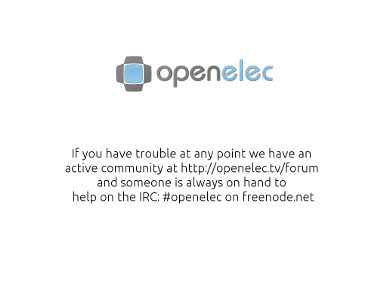 openelec
If you have trouble at any point we have an
active community at http://openelec.tv/forum
and someone is always on hand to
help on the IRC: #openelec on freenode.net